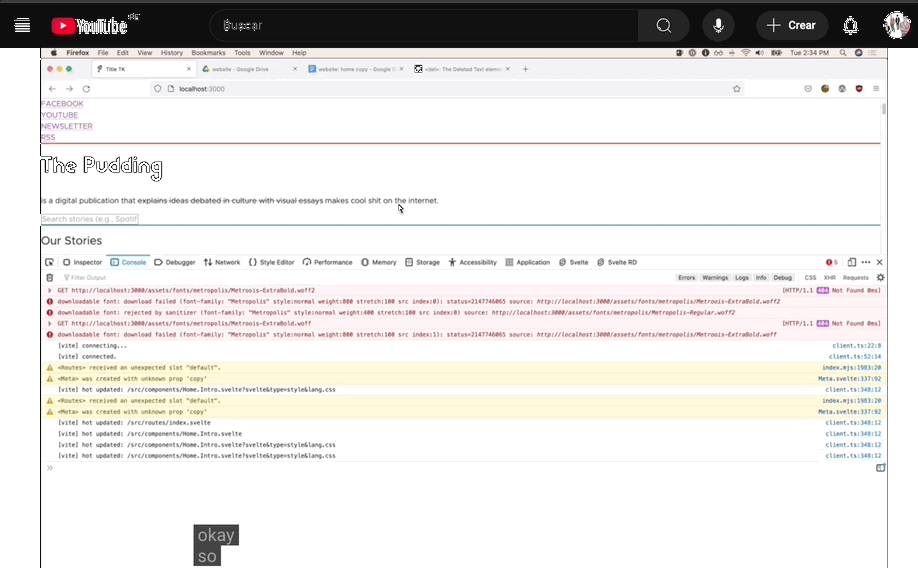 YouTube PE
Buscar
Crear
Firefox File Edit View History Bookmarks Tools Window Help
Tue 2:34 PM
Title TK
website - Google Drive
website: home copy - Google D
<del>: The Deleted Text elem
localhost:3000
FACEBOOK
YOUTUBE
NEWSLETTER
RSS
The Pudding
is a digital publication that explains ideas debated in culture with visual essays makes cool shit on the internet.
Search stories (e.g., Spotif
Our Stories
Inspector Console Debugger Network Style Editor Performance Memory Storage Accessibility Application Svelte Svelte RD 5
Filter Output
Errors Warnings Logs Info Debug CSS XHR Requests
GET http://localhost:3000/assets/fonts/metropolis/Metroois-ExtraBold.woff2 [HTTP/1.1 404 Not Found 0ms]
downloadable font: download failed (font-family: "Metropolis" style:normal weight:800 stretch:100 src index:0): status=2147746065 source: http://localhost:3000/assets/fonts/metropolis/Metroois-ExtraBold.woff2
downloadable font: rejected by sanitizer (font-family: "Metropolis" style:normal weight:400 stretch:100 src index:0) source: http://localhost:3000/assets/fonts/metropolis/Metropolis-Regular.woff2
GET http://localhost:3000/assets/fonts/metropolis/Metroois-ExtraBold.woff [HTTP/1.1 404 Not Found 0ms]
downloadable font: download failed (font-family: "Metropolis" style:normal weight:800 stretch:100 src index:1): status=2147746065 source: http://localhost:3000/assets/fonts/metropolis/Metroois-ExtraBold.woff
[vite] connecting... client.ts:22:8
[vite] connected. client.ts:52:14
<Routes> received an unexpected slot "default". index.mjs:1983:20
<Meta> was created with unknown prop 'copy' Meta.svelte:337:92
[vite] hot updated: /src/components/Home.Intro.svelte?svelte&type=style&lang.css client.ts:348:12
<Routes> received an unexpected slot "default". index.mjs:1983:20
<Meta> was created with unknown prop 'copy' Meta.svelte:337:92
[vite] hot updated: /src/routes/index.svelte client.ts:348:12
[vite] hot updated: /src/components/Home.Intro.svelte client.ts:348:12
[vite] hot updated: /src/components/Home.Intro.svelte?svelte&type=style&lang.css client.ts:348:12
[vite] hot updated: /src/components/Home.Intro.svelte?svelte&type=style&lang.css client.ts:348:12
okay
so